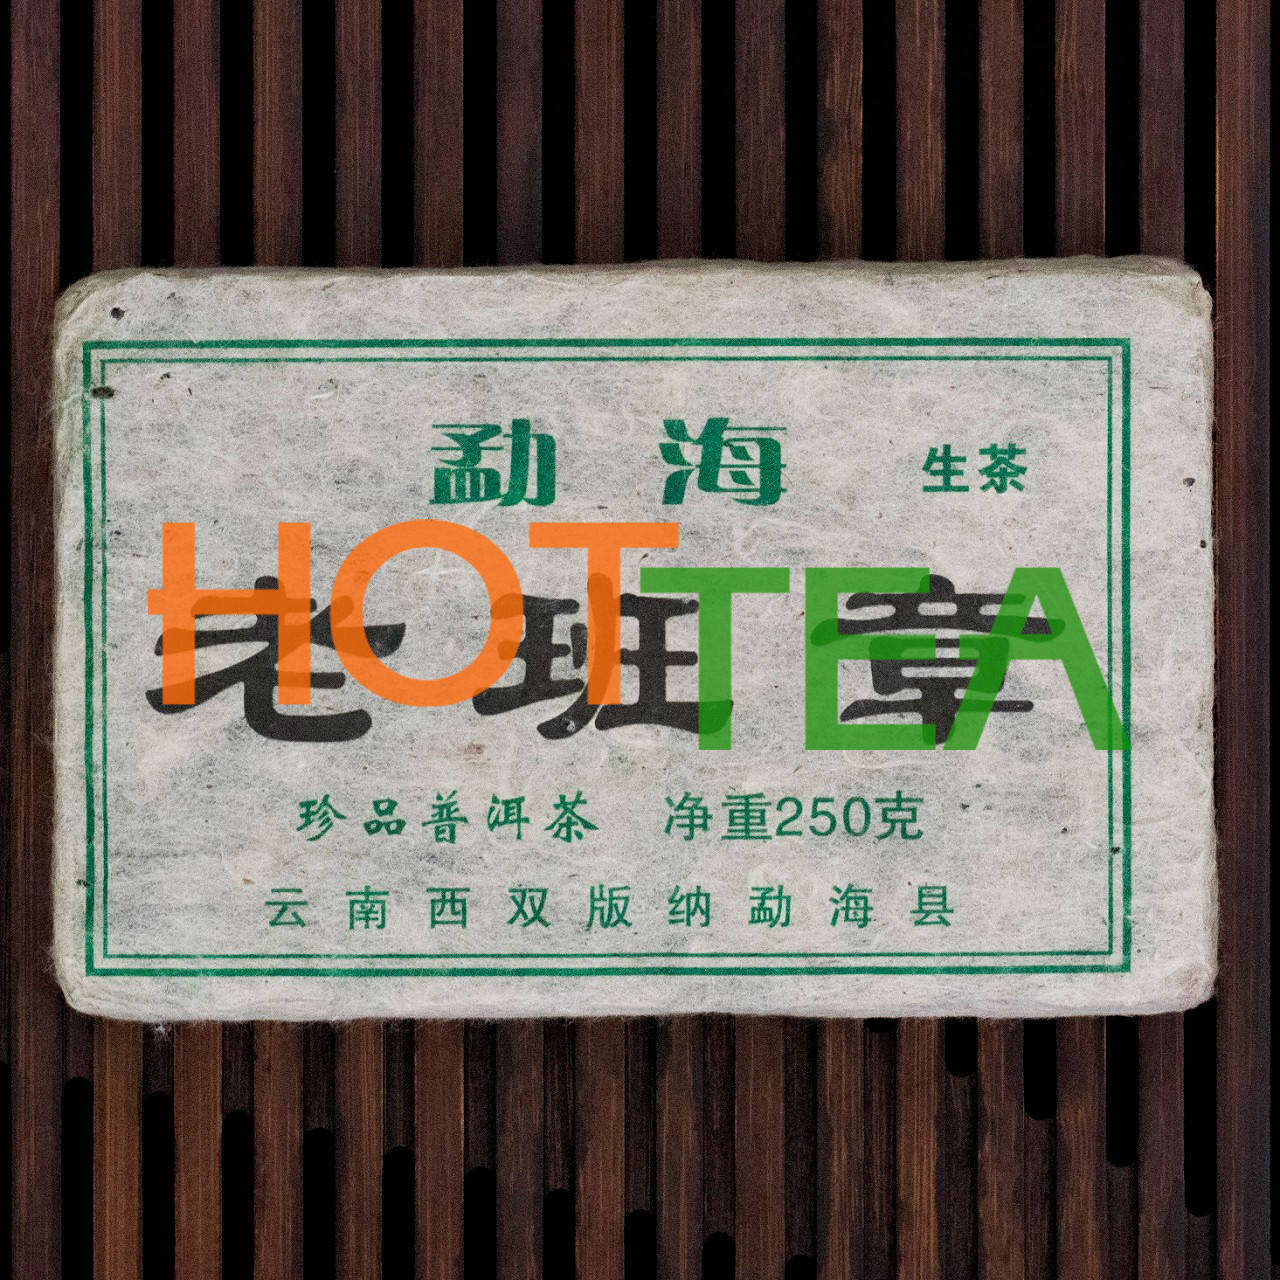 勐海 生茶
HOT TEA
老班章
珍品普洱茶 净重250克
云南西双版纳勐海县